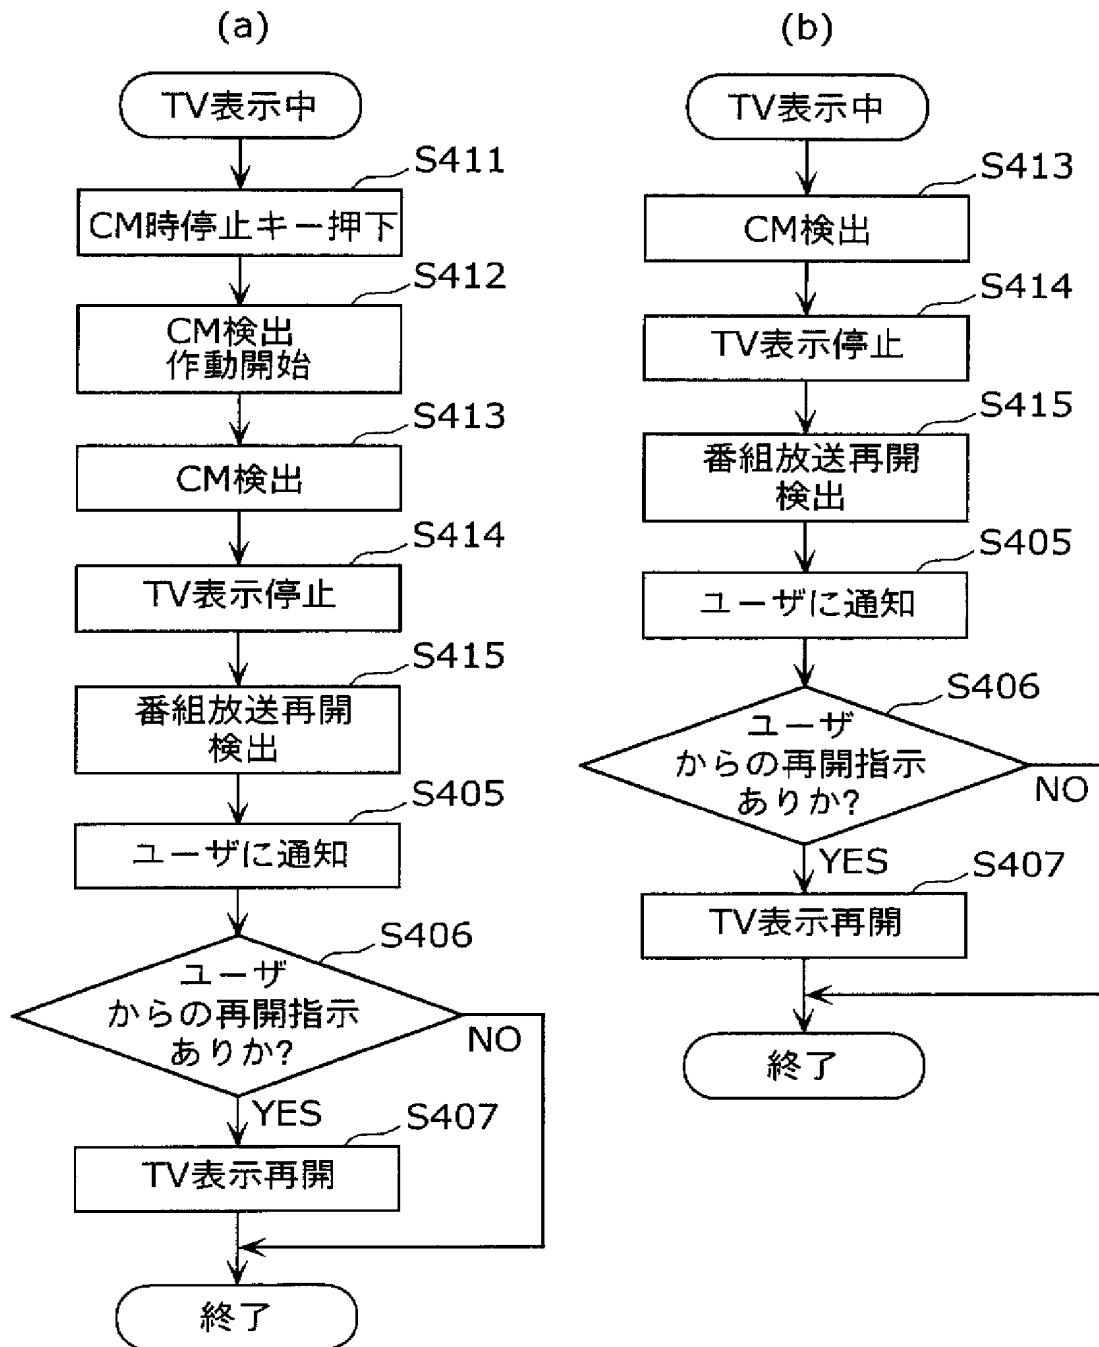 (a)
TV表示中
S411
CM時停止キー押下
S412
CM検出
作動開始
S413
CM検出
S414
TV表示停止
S415
番組放送再開
検出
S405
ユーザに通知
S406
ユーザ
からの再開指示
ありか?
NO
YES
S407
TV表示再開
終了
(b)
TV表示中
S413
CM検出
S414
TV表示停止
S415
番組放送再開
検出
S405
ユーザに通知
S406
ユーザ
からの再開指示
ありか?
NO
YES
S407
TV表示再開
終了